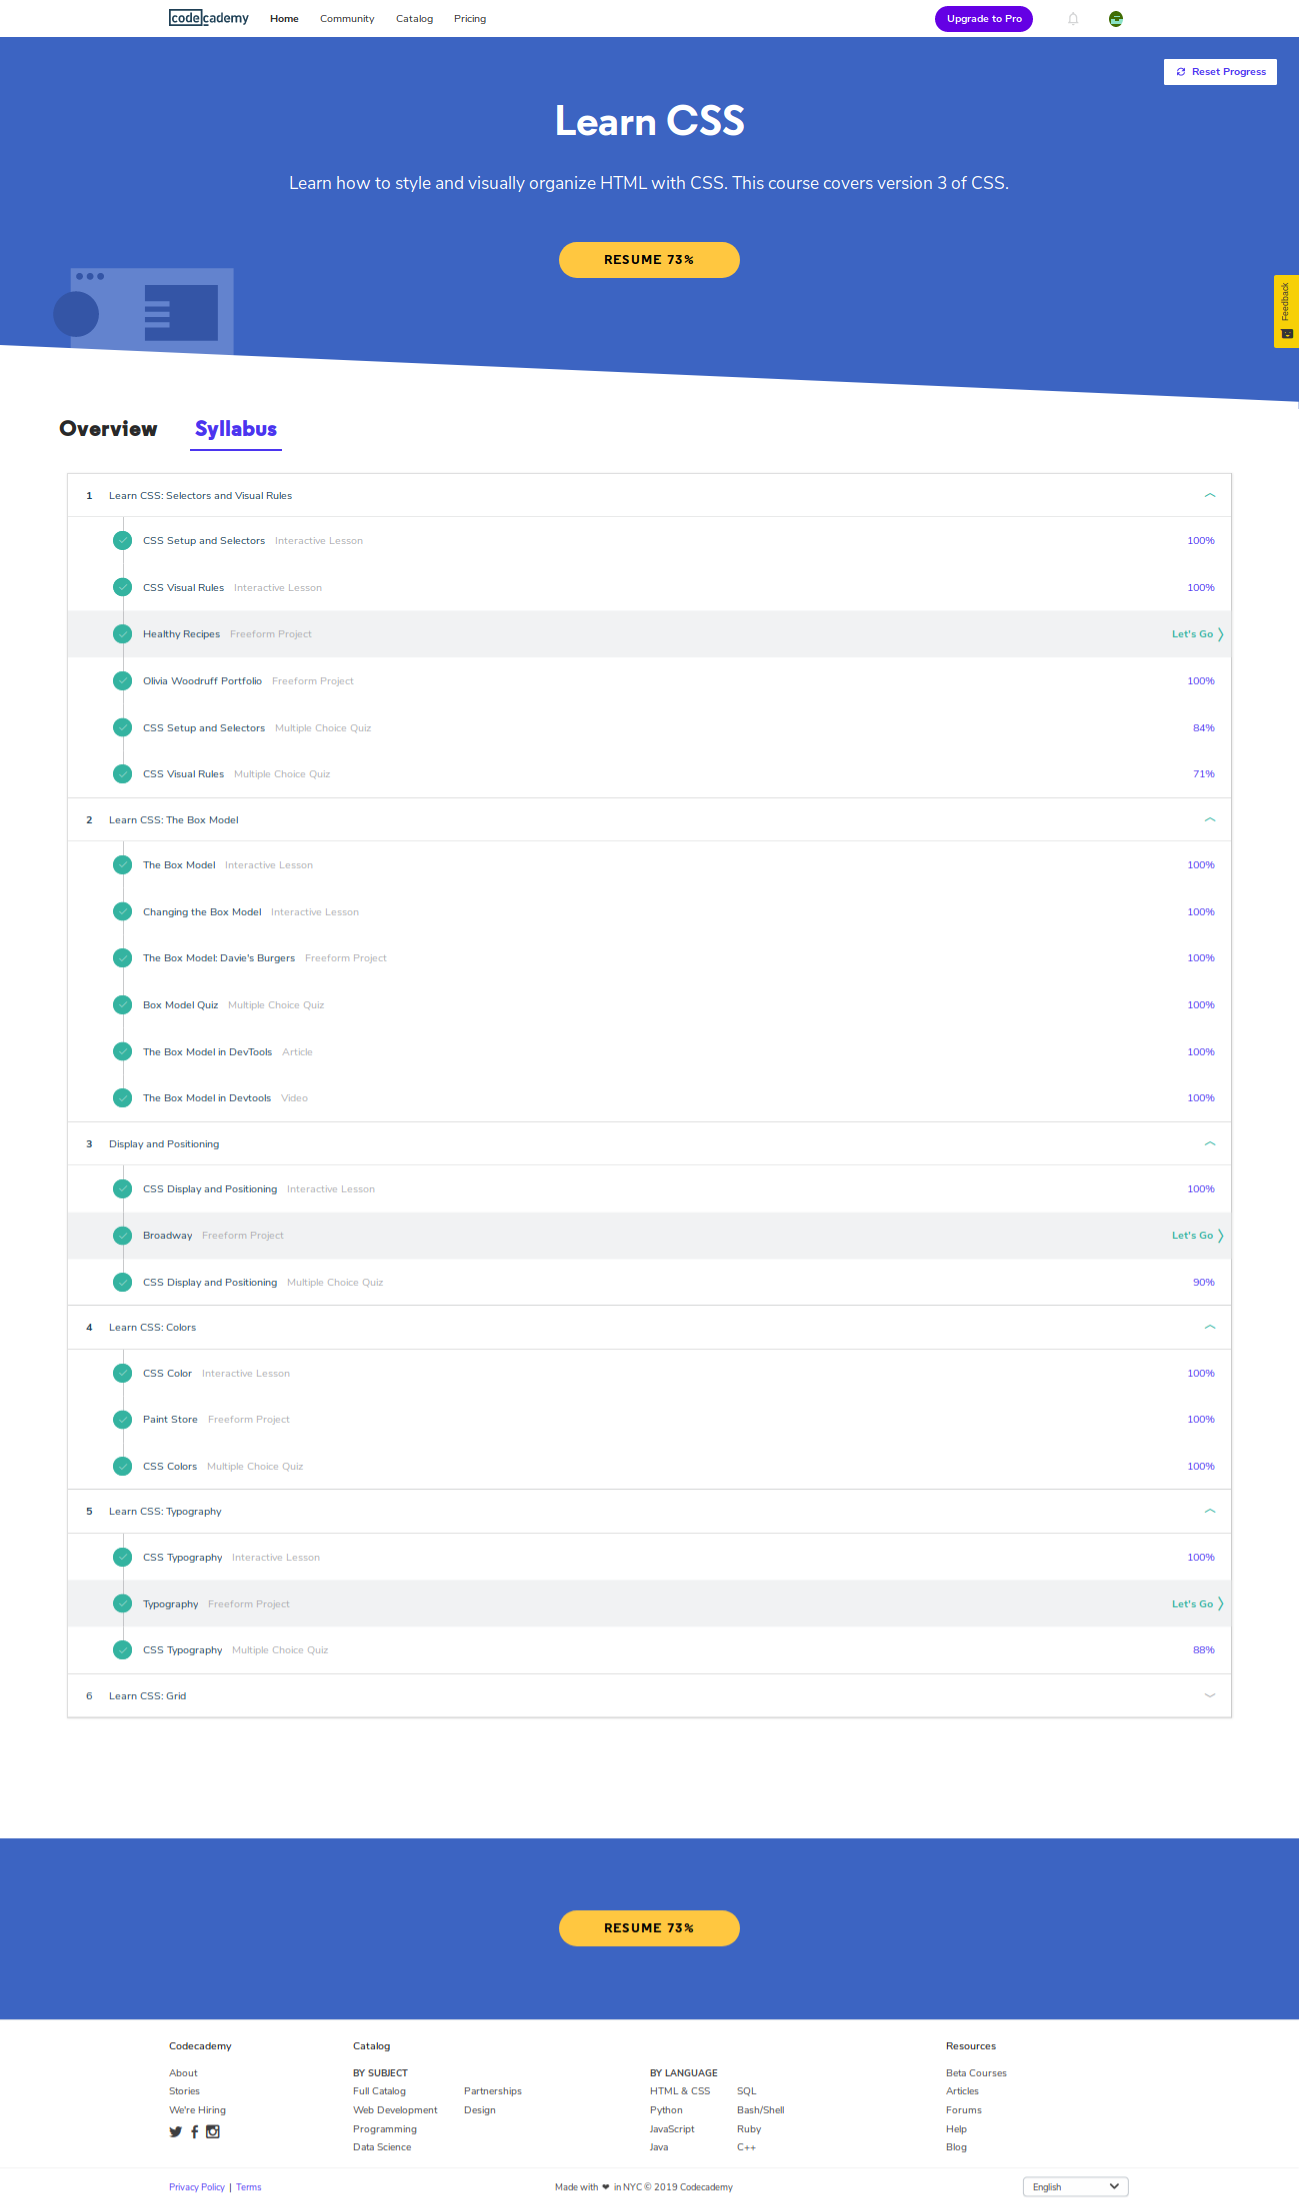 codecademy Home Community Catalog Pricing Upgrade to Pro
Reset Progress
Learn CSS
Learn how to style and visually organize HTML with CSS. This course covers version 3 of CSS.
RESUME 73%
Feedback
Overview Syllabus
1 Learn CSS: Selectors and Visual Rules
CSS Setup and Selectors Interactive Lesson 100%
CSS Visual Rules Interactive Lesson 100%
Healthy Recipes Freeform Project Let's Go
Olivia Woodruff Portfolio Freeform Project 100%
CSS Setup and Selectors Multiple Choice Quiz 84%
CSS Visual Rules Multiple Choice Quiz 71%
2 Learn CSS: The Box Model
The Box Model Interactive Lesson 100%
Changing the Box Model Interactive Lesson 100%
The Box Model: Davie's Burgers Freeform Project 100%
Box Model Quiz Multiple Choice Quiz 100%
The Box Model in DevTools Article 100%
The Box Model in Devtools Video 100%
3 Display and Positioning
CSS Display and Positioning Interactive Lesson 100%
Broadway Freeform Project Let's Go
CSS Display and Positioning Multiple Choice Quiz 90%
4 Learn CSS: Colors
CSS Color Interactive Lesson 100%
Paint Store Freeform Project 100%
CSS Colors Multiple Choice Quiz 100%
5 Learn CSS: Typography
CSS Typography Interactive Lesson 100%
Typography Freeform Project Let's Go
CSS Typography Multiple Choice Quiz 88%
6 Learn CSS: Grid
RESUME 73%
Codecademy Catalog Resources
About BY SUBJECT BY LANGUAGE Beta Courses
Stories Full Catalog Partnerships HTML & CSS SQL Articles
We're Hiring Web Development Design Python Bash/Shell Forums
Programming JavaScript Ruby Help
Data Science Java C++ Blog
Privacy Policy | Terms Made with ❤ in NYC © 2019 Codecademy English